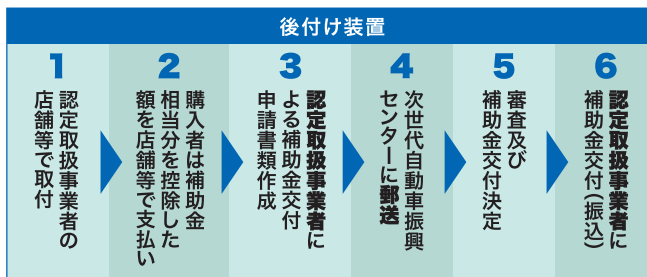 後付け装置
1
認定取扱事業者の
店舗等で取付
2
購入者は補助金
相当分を控除した
額を店舗等で支払い
3
認定取扱事業者に
よる補助金交付
申請書類作成
4
次世代自動車振興
センターに郵送
5
審査及び
補助金交付決定
6
認定取扱事業者に
補助金交付(振込)